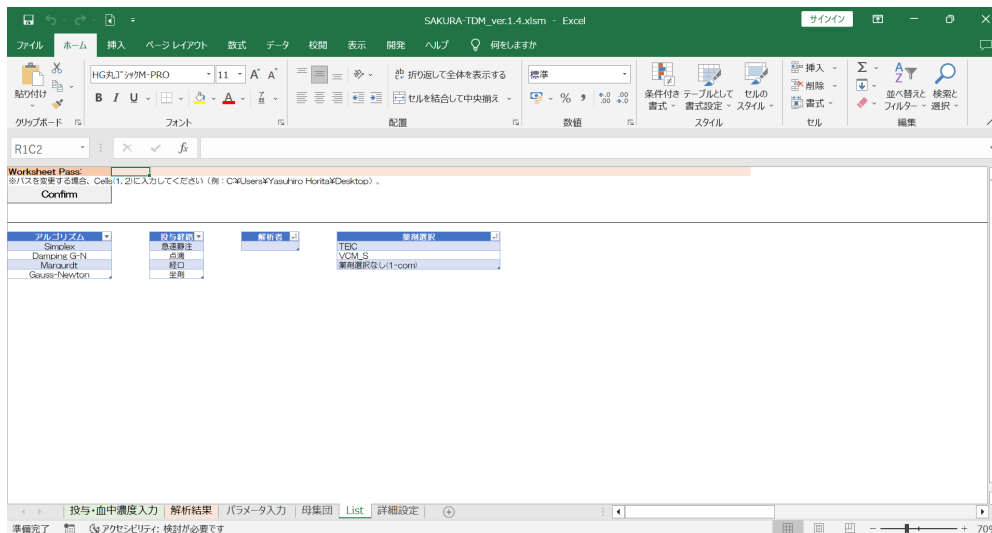 SAKURA-TDM_ver.1.4.xlsm - Excel
サインイン
ファイル ホーム 挿入 ページ レイアウト 数式 データ 校閲 表示 開発 ヘルプ 何をしますか
貼り付け
HG丸ゴシックM-PRO 11
B I U
折り返して全体を表示する
セルを結合して中央揃え
標準
条件付き書式 テーブルとして書式設定 セルのスタイル
挿入
削除
書式
並べ替えとフィルター 検索と選択
クリップボード フォント 配置 数値 スタイル セル 編集
R1C2 fx
Worksheet Pass:
※パスを変更する場合、Cells(1, 2)に入力してください（例：C:¥Users¥Yasuhiro Horita¥Desktop）。
Confirm
アルゴリズム 投与経路 解析者 薬剤選択
Simplex 急速静注 TEIC
Damping G-N 点滴 VCM_S
Marqurdt 経口 薬剤選択なし(1-com)
Gauss-Newton 坐剤
投与・血中濃度入力 解析結果 パラメータ入力 母集団 List 詳細設定
準備完了 アクセシビリティ: 検討が必要です 70%